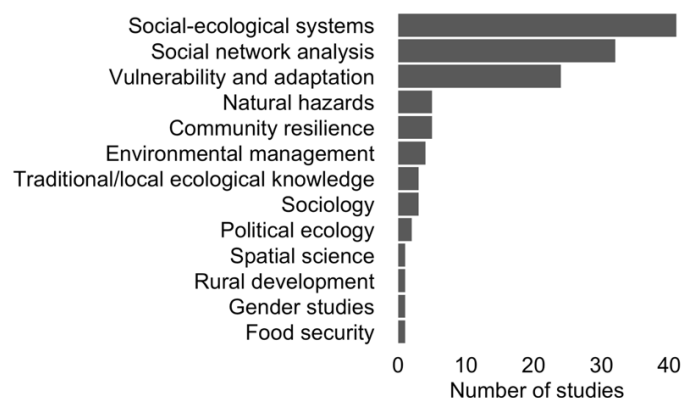 Social-ecological systems
Social network analysis
Vulnerability and adaptation
Natural hazards
Community resilience
Environmental management
Traditional/local ecological knowledge
Sociology
Political ecology
Spatial science
Rural development
Gender studies
Food security
0 10 20 30 40
Number of studies